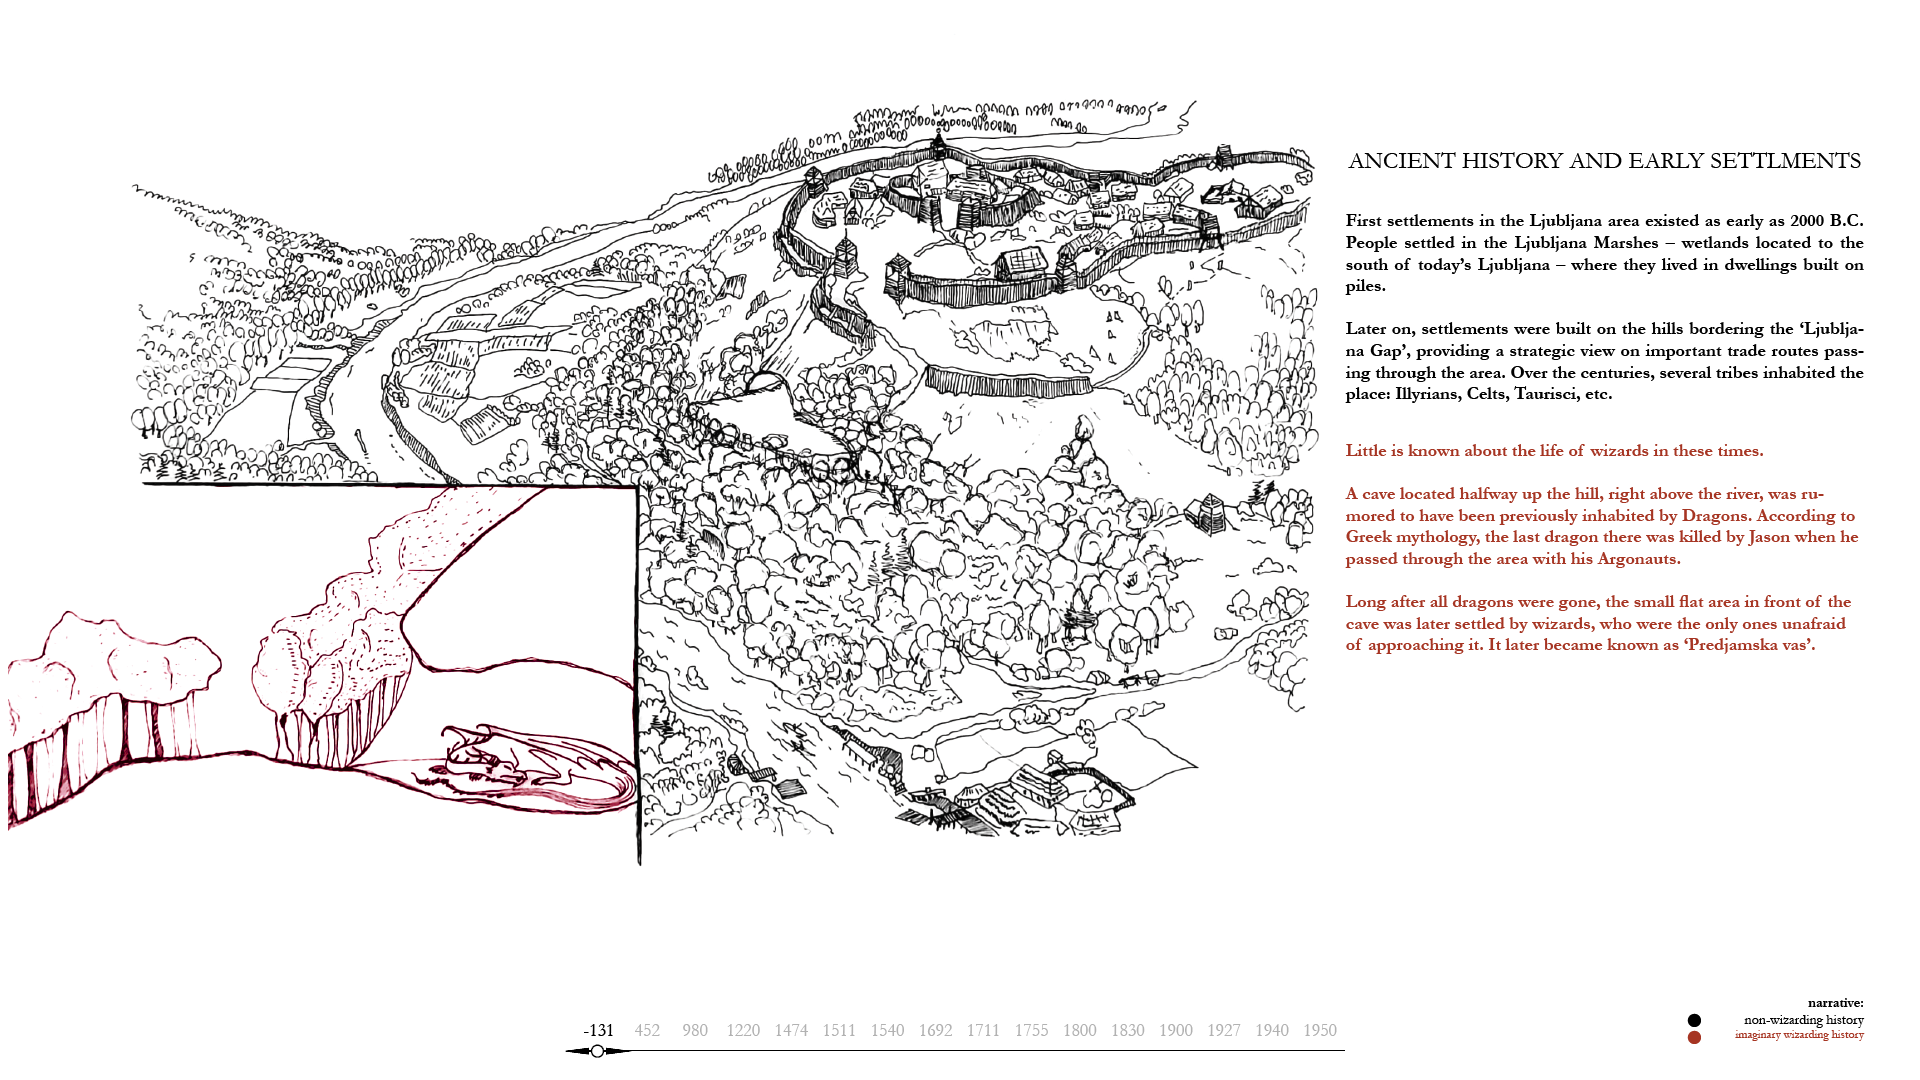 ANCIENT HISTORY AND EARLY SETTLMENTS
First settlements in the Ljubljana area existed as early as 2000 B.C.
People settled in the Ljubljana Marshes – wetlands located to the
south of today’s Ljubljana – where they lived in dwellings built on
piles.
Later on, settlements were built on the hills bordering the ‘Ljublja-
na Gap’, providing a strategic view on important trade routes pass-
ing through the area. Over the centuries, several tribes inhabited the
place: Illyrians, Celts, Taurisci, etc.
Little is known about the life of wizards in these times.
A cave located halfway up the hill, right above the river, was ru-
mored to have been previously inhabited by Dragons. According to
Greek mythology, the last dragon there was killed by Jason when he
passed through the area with his Argonauts.
Long after all dragons were gone, the small flat area in front of the
cave was later settled by wizards, who were the only ones unafraid
of approaching it. It later became known as ‘Predjamska vas’.
narrative:
non-wizarding history
imaginary wizarding history
-131 452 980 1220 1474 1511 1540 1692 1711 1755 1800 1830 1900 1927 1940 1950